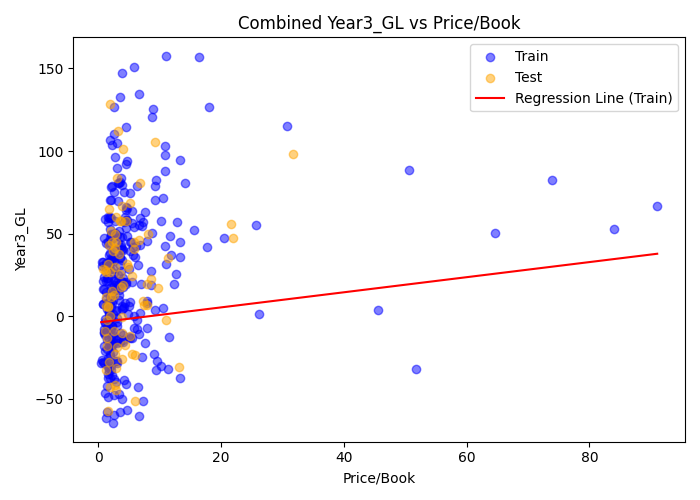 Combined Year3_GL vs Price/Book
Train
Test
Regression Line (Train)
Year3_GL
150
100
50
0
−50
0 20 40 60 80
Price/Book